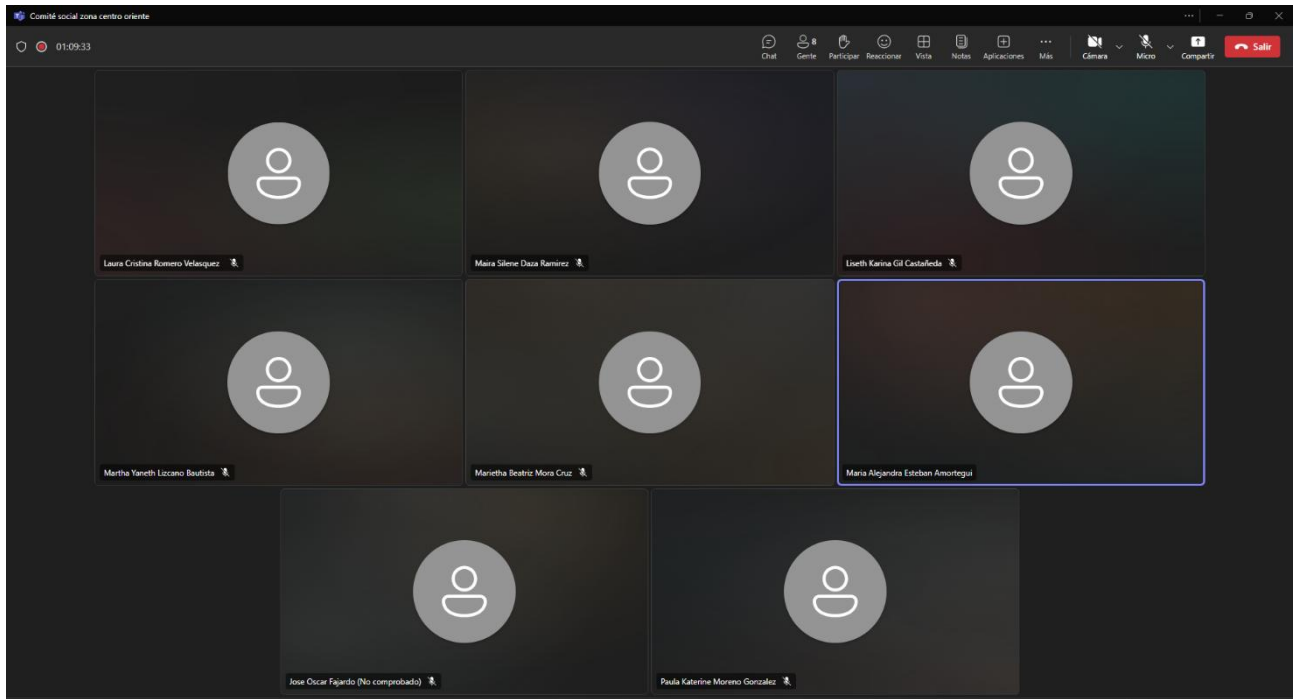 Comité social zona centro oriente
01:09:33
8
Chat Gente Participar Reaccionar Vista Notas Aplicaciones Más Cámara Micro Compartir Salir
Laura Cristina Romero Velasquez
Maira Silene Daza Ramirez
Liseth Karina Gil Castañeda
Martha Yaneth Lizcano Bautista
Marietha Beatriz Mora Cruz
Maria Alejandra Esteban Amortegui
Jose Oscar Fajardo (No comprobado)
Paula Katerine Moreno Gonzalez